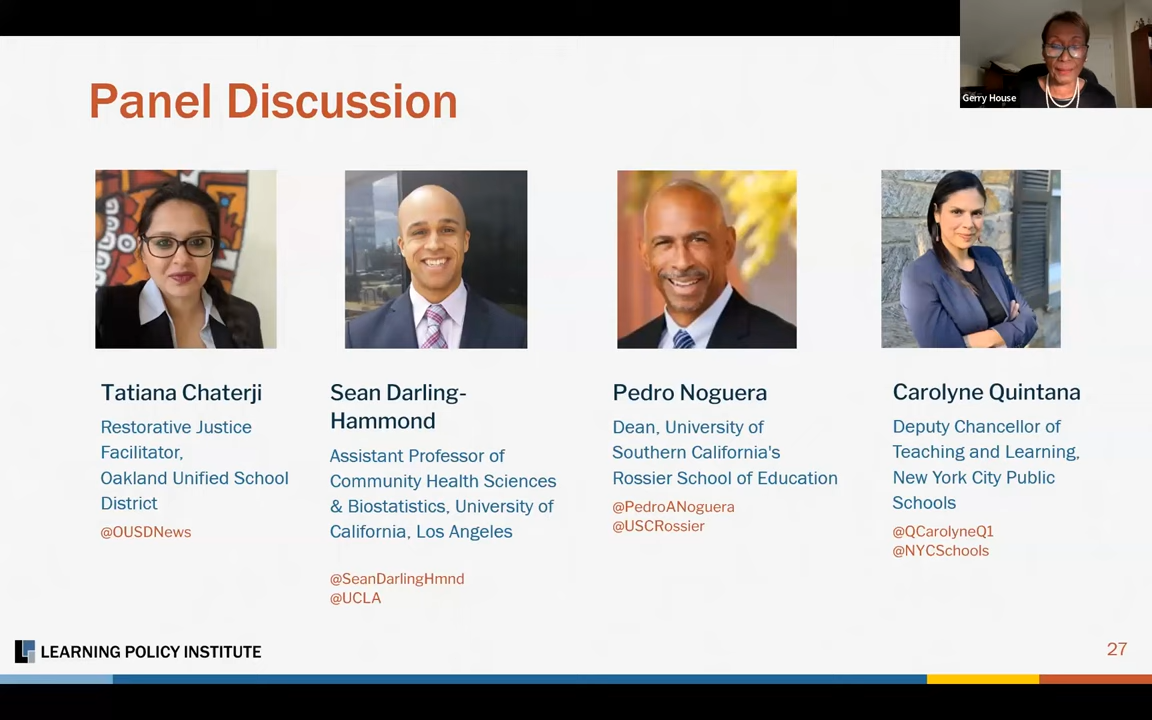 Panel Discussion
Gerry House
Tatiana Chaterji
Restorative Justice
Facilitator,
Oakland Unified School
District
@OUSDNews
Sean Darling-
Hammond
Assistant Professor of
Community Health Sciences
& Biostatistics, University of
California, Los Angeles
@SeanDarlingHmnd
@UCLA
Pedro Noguera
Dean, University of
Southern California's
Rossier School of Education
@PedroANoguera
@USCRossier
Carolyne Quintana
Deputy Chancellor of
Teaching and Learning,
New York City Public
Schools
@QCarolyneQ1
@NYCSchools
LEARNING POLICY INSTITUTE
27